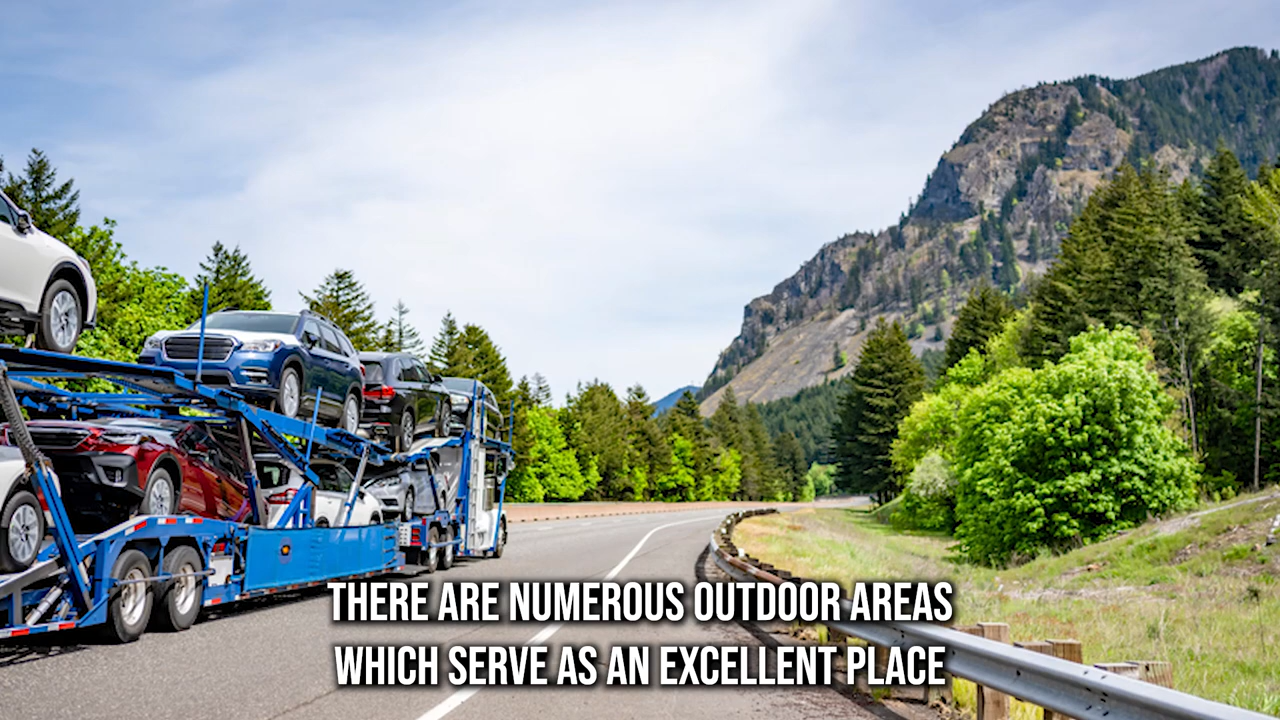 THERE ARE NUMEROUS OUTDOOR AREAS
WHICH SERVE AS AN EXCELLENT PLACE